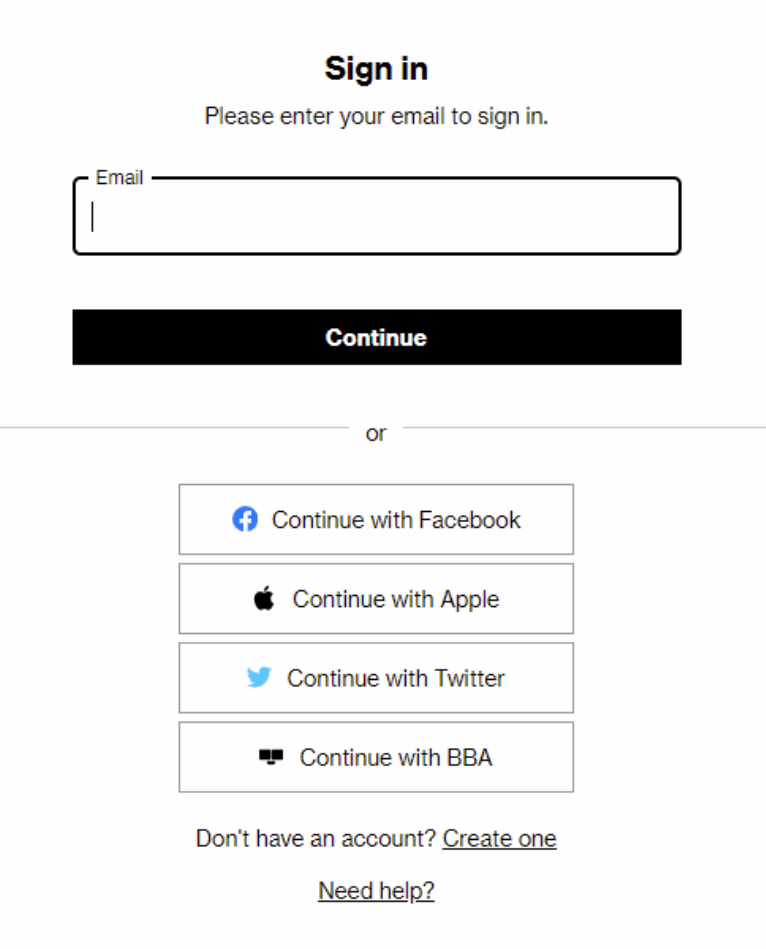 Sign in
Please enter your email to sign in.
Email
Continue
or
Continue with Facebook
Continue with Apple
Continue with Twitter
Continue with BBA
Don't have an account? Create one
Need help?